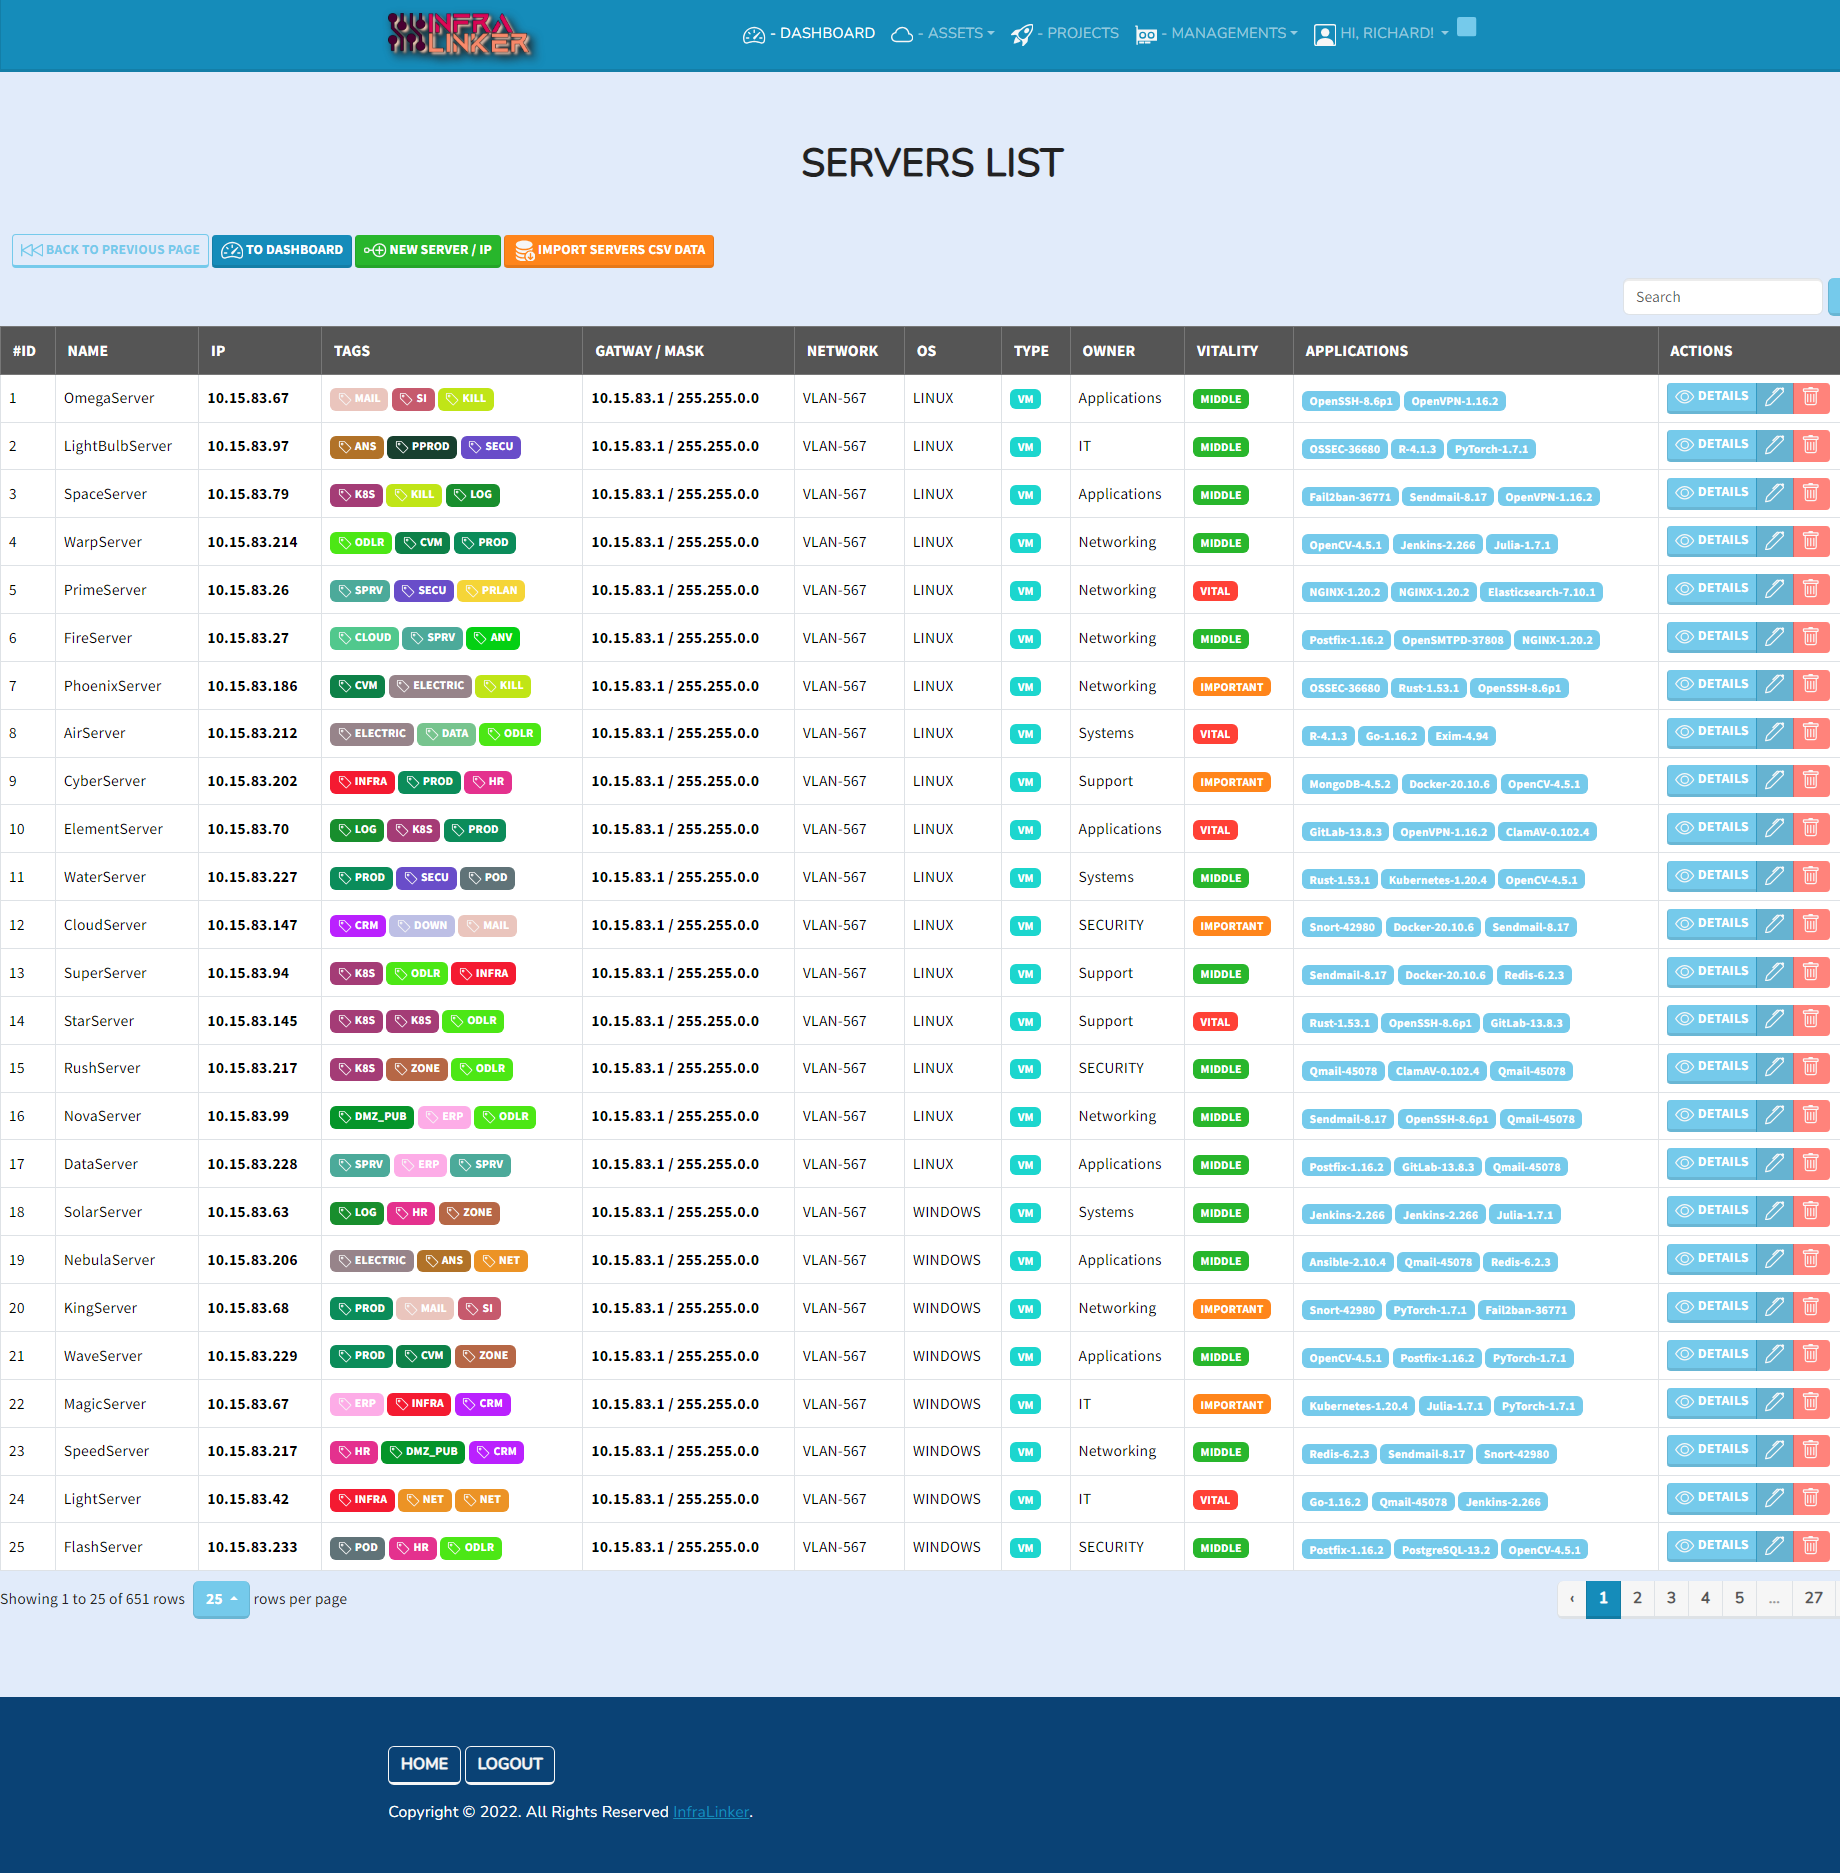 INFRA LINKER
- DASHBOARD - ASSETS - PROJECTS - MANAGEMENTS HI, RICHARD!
SERVERS LIST
BACK TO PREVIOUS PAGE TO DASHBOARD NEW SERVER / IP IMPORT SERVERS CSV DATA
Search
#ID NAME IP TAGS GATWAY / MASK NETWORK OS TYPE OWNER VITALITY APPLICATIONS ACTIONS
1 OmegaServer 10.15.83.67 MAIL SI KILL 10.15.83.1 / 255.255.0.0 VLAN-567 LINUX VM Applications MIDDLE OpenSSH-8.6p1 OpenVPN-1.16.2 DETAILS
2 LightBulbServer 10.15.83.97 ANS PPROD SECU 10.15.83.1 / 255.255.0.0 VLAN-567 LINUX VM IT MIDDLE OSSEC-36680 R-4.1.3 PyTorch-1.7.1 DETAILS
3 SpaceServer 10.15.83.79 K8S KILL LOG 10.15.83.1 / 255.255.0.0 VLAN-567 LINUX VM Applications MIDDLE Fail2ban-36771 Sendmail-8.17 OpenVPN-1.16.2 DETAILS
4 WarpServer 10.15.83.214 ODLR CVM PROD 10.15.83.1 / 255.255.0.0 VLAN-567 LINUX VM Networking MIDDLE OpenCV-4.5.1 Jenkins-2.266 Julia-1.7.1 DETAILS
5 PrimeServer 10.15.83.26 SPRV SECU PRLAN 10.15.83.1 / 255.255.0.0 VLAN-567 LINUX VM Networking VITAL NGINX-1.20.2 NGINX-1.20.2 Elasticsearch-7.10.1 DETAILS
6 FireServer 10.15.83.27 CLOUD SPRV ANV 10.15.83.1 / 255.255.0.0 VLAN-567 LINUX VM Networking MIDDLE Postfix-1.16.2 OpenSMTPD-37808 NGINX-1.20.2 DETAILS
7 PhoenixServer 10.15.83.186 CVM ELECTRIC KILL 10.15.83.1 / 255.255.0.0 VLAN-567 LINUX VM Networking IMPORTANT OSSEC-36680 Rust-1.53.1 OpenSSH-8.6p1 DETAILS
8 AirServer 10.15.83.212 ELECTRIC DATA ODLR 10.15.83.1 / 255.255.0.0 VLAN-567 LINUX VM Systems VITAL R-4.1.3 Go-1.16.2 Exim-4.94 DETAILS
9 CyberServer 10.15.83.202 INFRA PROD HR 10.15.83.1 / 255.255.0.0 VLAN-567 LINUX VM Support IMPORTANT MongoDB-4.5.2 Docker-20.10.6 OpenCV-4.5.1 DETAILS
10 ElementServer 10.15.83.70 LOG K8S PROD 10.15.83.1 / 255.255.0.0 VLAN-567 LINUX VM Applications VITAL GitLab-13.8.3 OpenVPN-1.16.2 ClamAV-0.102.4 DETAILS
11 WaterServer 10.15.83.227 PROD SECU POD 10.15.83.1 / 255.255.0.0 VLAN-567 LINUX VM Systems MIDDLE Rust-1.53.1 Kubernetes-1.20.4 OpenCV-4.5.1 DETAILS
12 CloudServer 10.15.83.147 CRM DOWN MAIL 10.15.83.1 / 255.255.0.0 VLAN-567 LINUX VM SECURITY IMPORTANT Snort-42980 Docker-20.10.6 Sendmail-8.17 DETAILS
13 SuperServer 10.15.83.94 K8S ODLR INFRA 10.15.83.1 / 255.255.0.0 VLAN-567 LINUX VM Support MIDDLE Sendmail-8.17 Docker-20.10.6 Redis-6.2.3 DETAILS
14 StarServer 10.15.83.145 K8S K8S ODLR 10.15.83.1 / 255.255.0.0 VLAN-567 LINUX VM Support VITAL Rust-1.53.1 OpenSSH-8.6p1 GitLab-13.8.3 DETAILS
15 RushServer 10.15.83.217 K8S ZONE ODLR 10.15.83.1 / 255.255.0.0 VLAN-567 LINUX VM SECURITY MIDDLE Qmail-45078 ClamAV-0.102.4 Qmail-45078 DETAILS
16 NovaServer 10.15.83.99 DMZ_PUB ERP ODLR 10.15.83.1 / 255.255.0.0 VLAN-567 LINUX VM Networking MIDDLE Sendmail-8.17 OpenSSH-8.6p1 Qmail-45078 DETAILS
17 DataServer 10.15.83.228 SPRV ERP SPRV 10.15.83.1 / 255.255.0.0 VLAN-567 LINUX VM Applications MIDDLE Postfix-1.16.2 GitLab-13.8.3 Qmail-45078 DETAILS
18 SolarServer 10.15.83.63 LOG HR ZONE 10.15.83.1 / 255.255.0.0 VLAN-567 WINDOWS VM Systems MIDDLE Jenkins-2.266 Jenkins-2.266 Julia-1.7.1 DETAILS
19 NebulaServer 10.15.83.206 ELECTRIC ANS NET 10.15.83.1 / 255.255.0.0 VLAN-567 WINDOWS VM Applications MIDDLE Ansible-2.10.4 Qmail-45078 Redis-6.2.3 DETAILS
20 KingServer 10.15.83.68 PROD MAIL SI 10.15.83.1 / 255.255.0.0 VLAN-567 WINDOWS VM Networking IMPORTANT Snort-42980 PyTorch-1.7.1 Fail2ban-36771 DETAILS
21 WaveServer 10.15.83.229 PROD CVM ZONE 10.15.83.1 / 255.255.0.0 VLAN-567 WINDOWS VM Applications MIDDLE OpenCV-4.5.1 Postfix-1.16.2 PyTorch-1.7.1 DETAILS
22 MagicServer 10.15.83.67 ERP INFRA CRM 10.15.83.1 / 255.255.0.0 VLAN-567 WINDOWS VM IT IMPORTANT Kubernetes-1.20.4 Julia-1.7.1 PyTorch-1.7.1 DETAILS
23 SpeedServer 10.15.83.217 HR DMZ_PUB CRM 10.15.83.1 / 255.255.0.0 VLAN-567 WINDOWS VM Networking MIDDLE Redis-6.2.3 Sendmail-8.17 Snort-42980 DETAILS
24 LightServer 10.15.83.42 INFRA NET NET 10.15.83.1 / 255.255.0.0 VLAN-567 WINDOWS VM IT VITAL Go-1.16.2 Qmail-45078 Jenkins-2.266 DETAILS
25 FlashServer 10.15.83.233 POD HR ODLR 10.15.83.1 / 255.255.0.0 VLAN-567 WINDOWS VM SECURITY MIDDLE Postfix-1.16.2 PostgreSQL-13.2 OpenCV-4.5.1 DETAILS
Showing 1 to 25 of 651 rows 25 rows per page ‹ 1 2 3 4 5 ... 27
HOME LOGOUT
Copyright © 2022. All Rights Reserved InfraLinker.